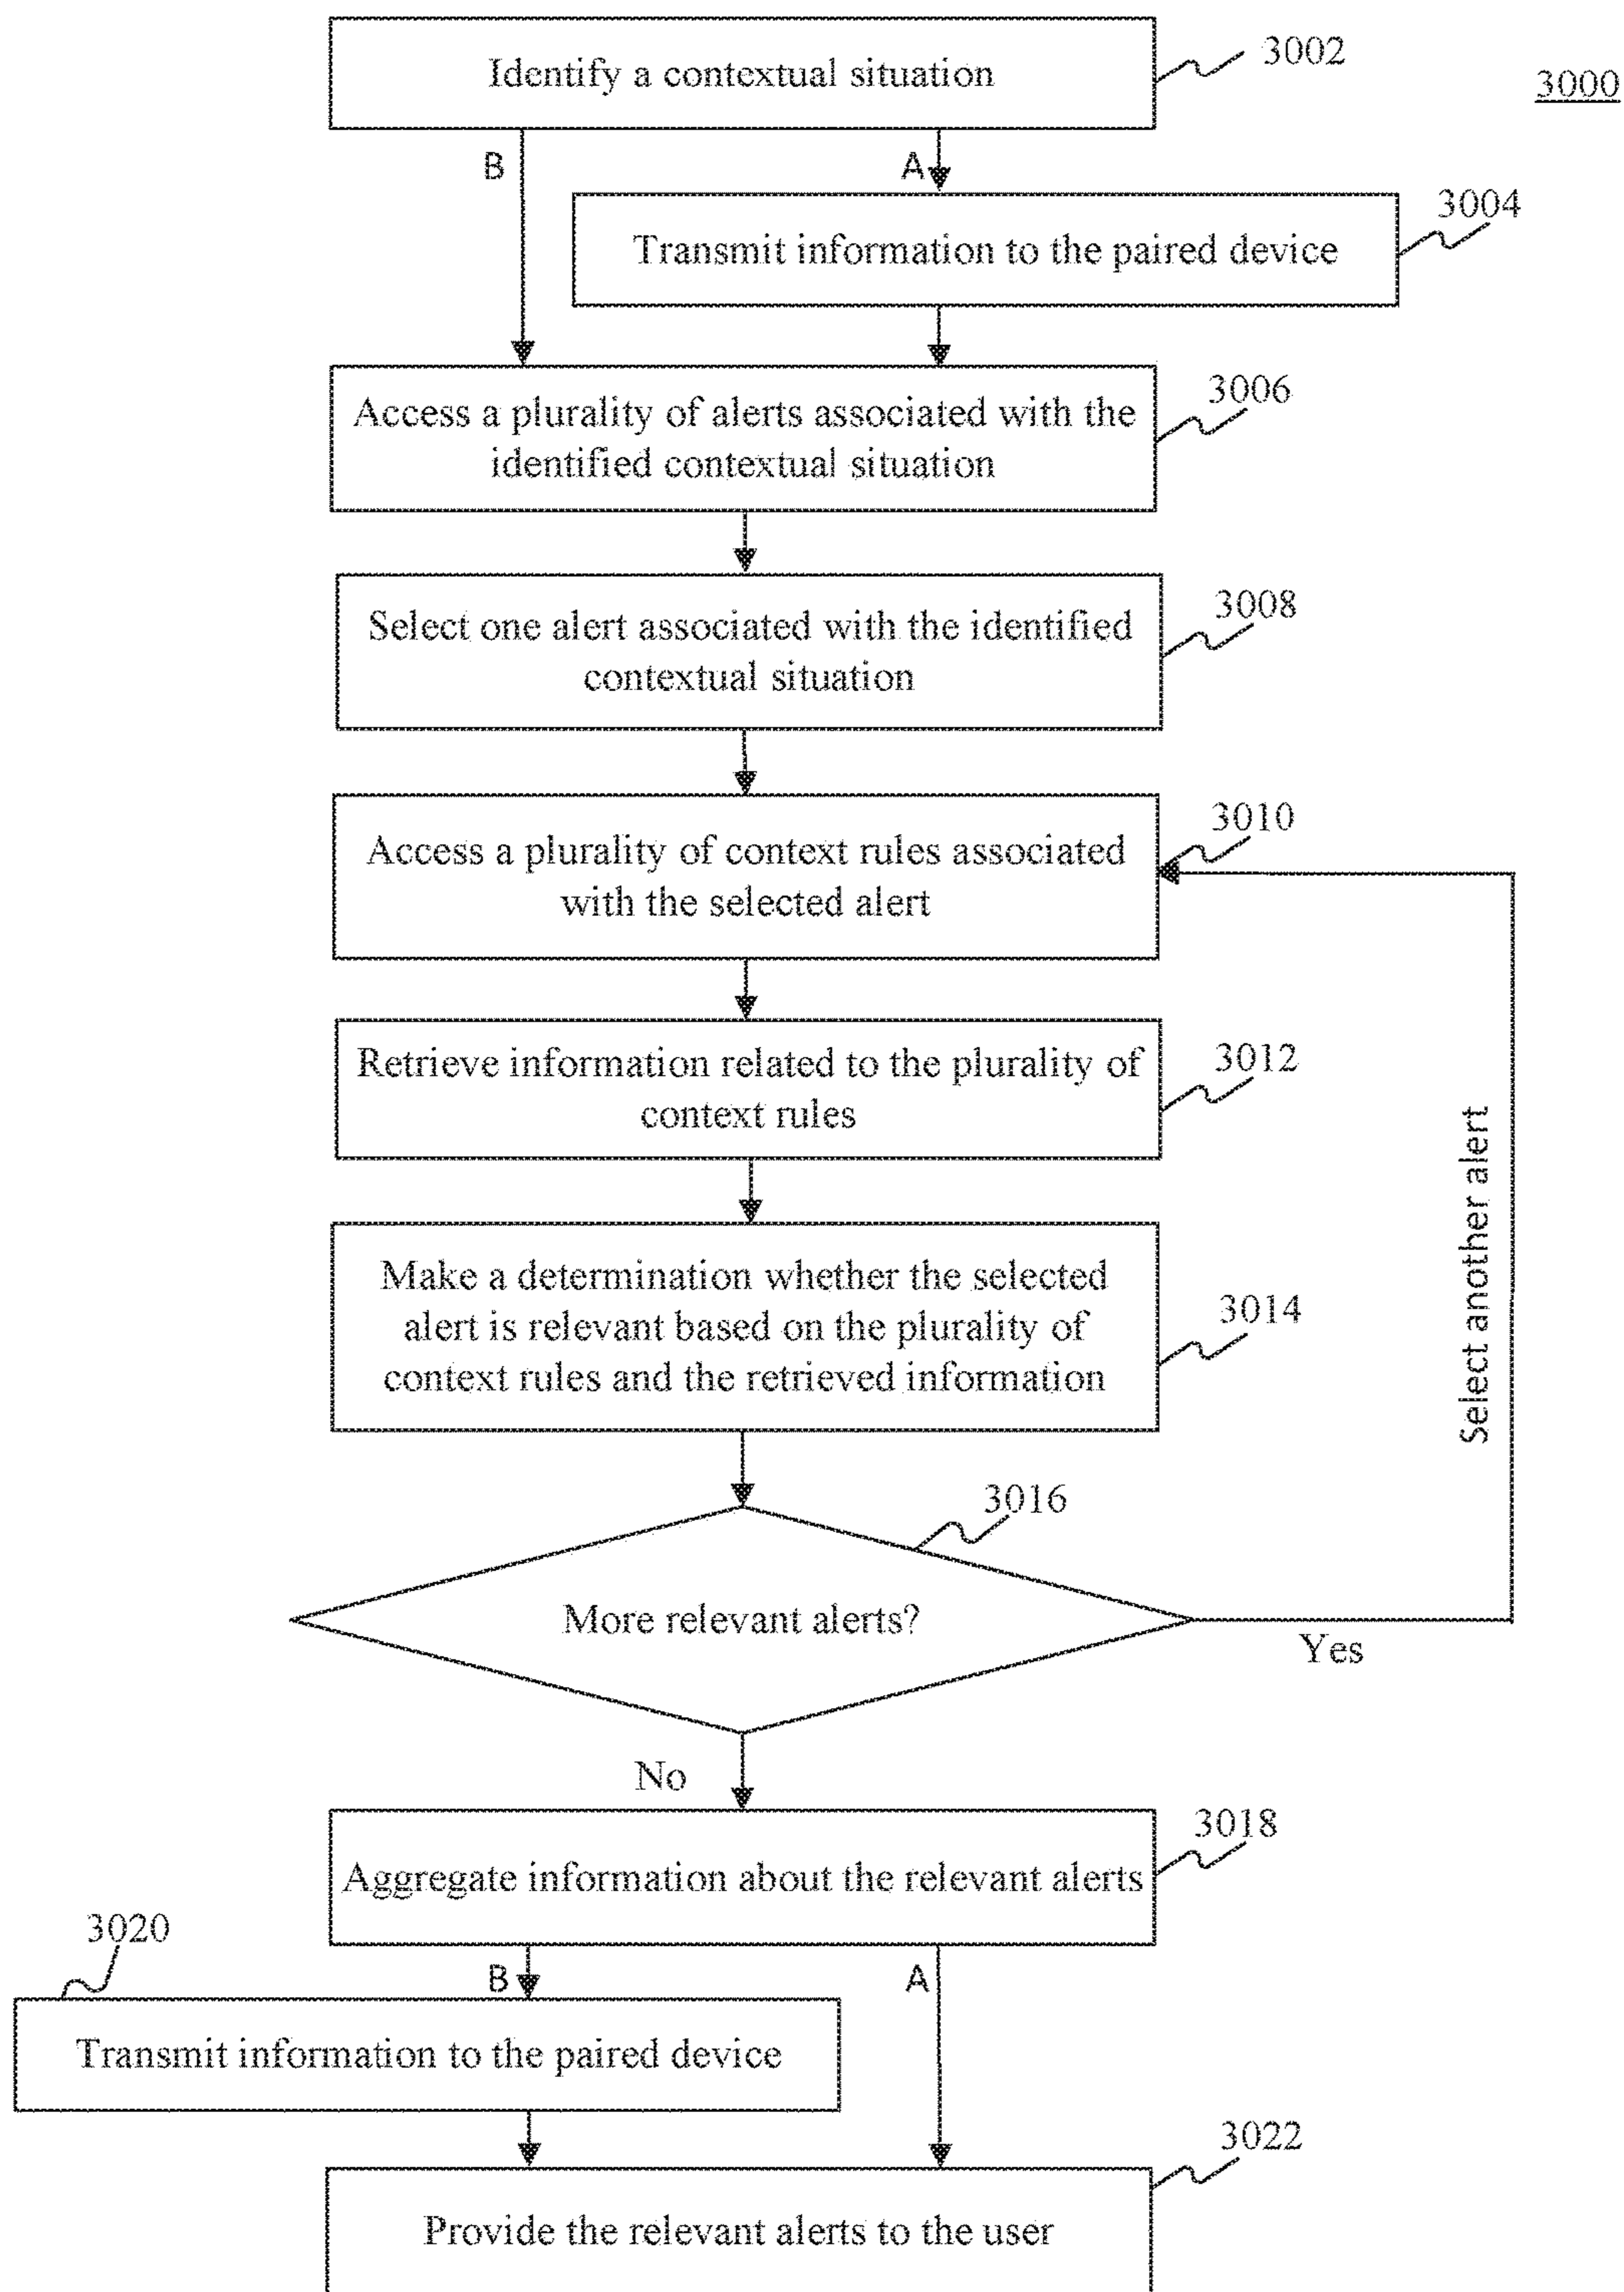 Identify a contextual situation
3002
3000
B
A
Transmit information to the paired device
3004
Access a plurality of alerts associated with the
identified contextual situation
3006
Select one alert associated with the identified
contextual situation
3008
Access a plurality of context rules associated
with the selected alert
3010
Retrieve information related to the plurality of
context rules
3012
Select another alert
Make a determination whether the selected
alert is relevant based on the plurality of
context rules and the retrieved information
3014
3016
More relevant alerts?
Yes
No
Aggregate information about the relevant alerts
3018
3020
B
A
Transmit information to the paired device
3022
Provide the relevant alerts to the user